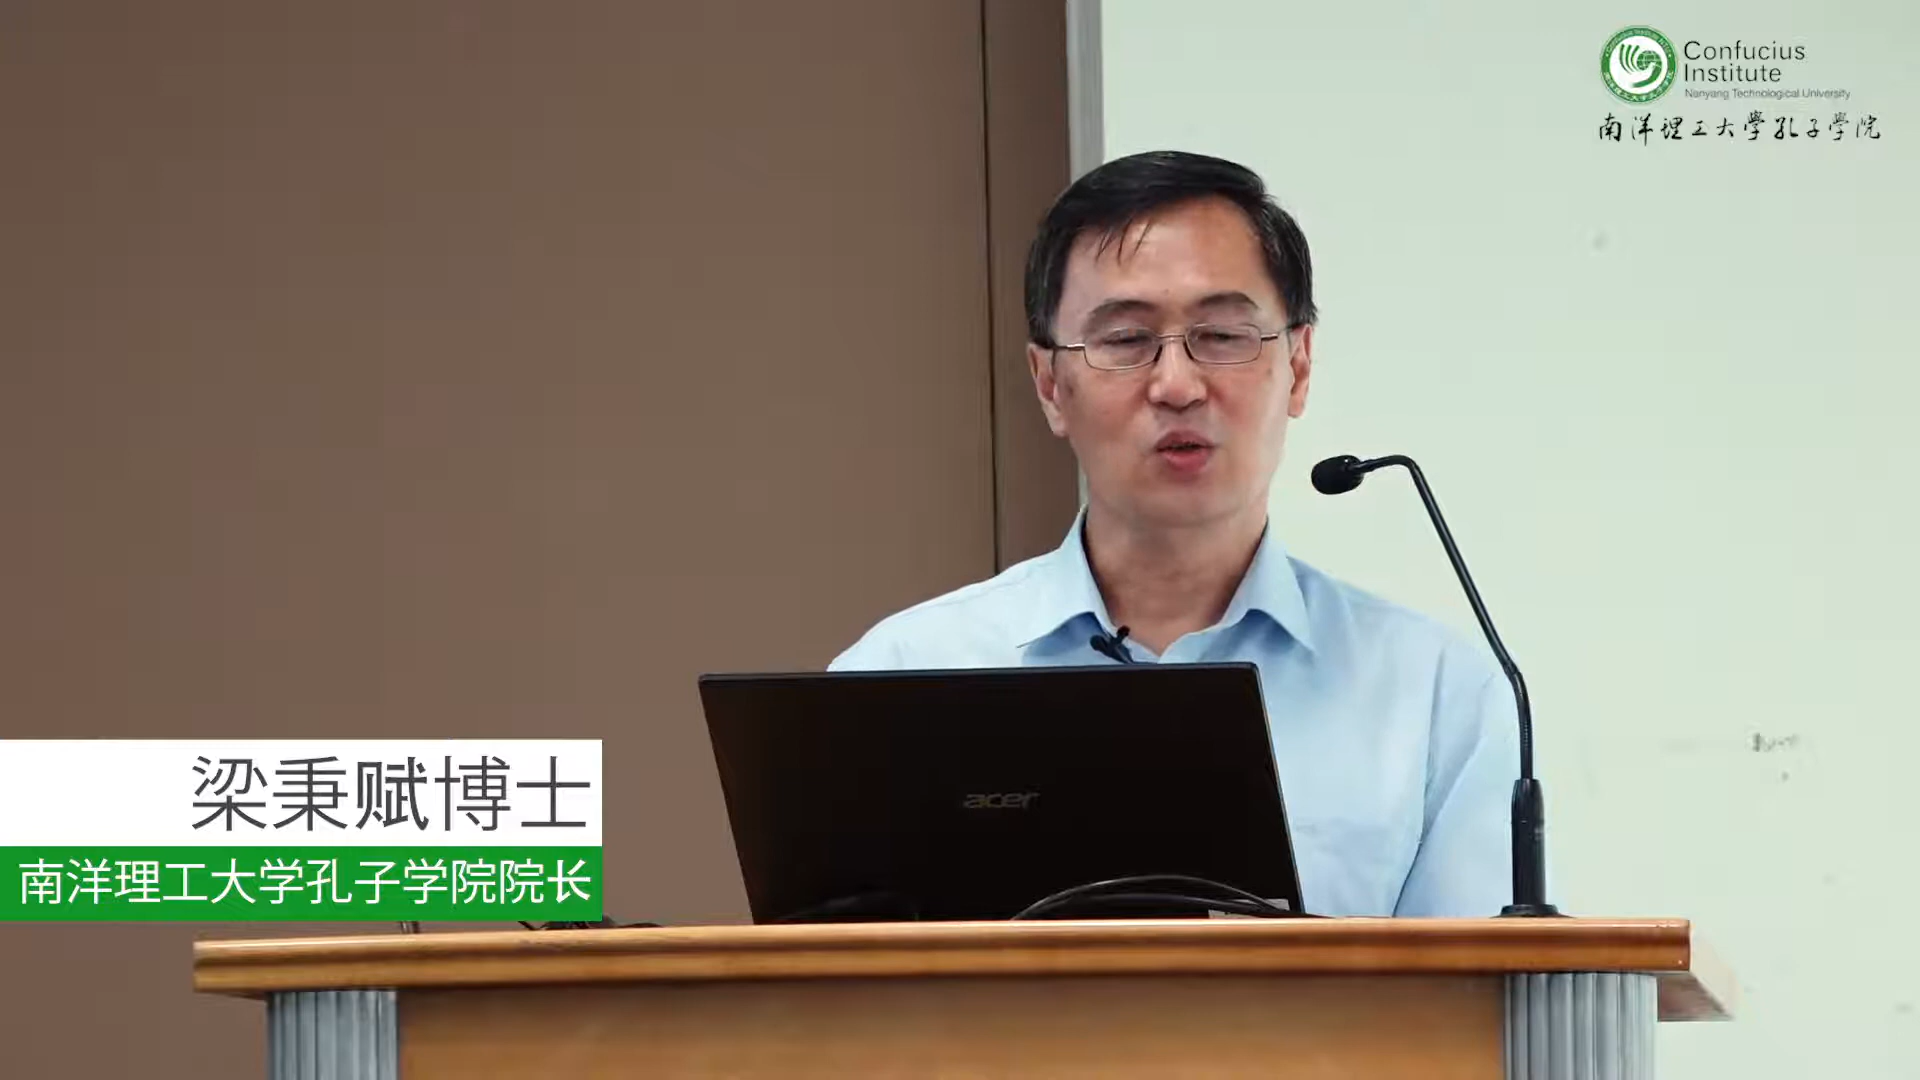 Confucius
Institute
Nanyang Technological University
南洋理工大學孔子學院
acer
梁秉赋博士
南洋理工大学孔子学院院长